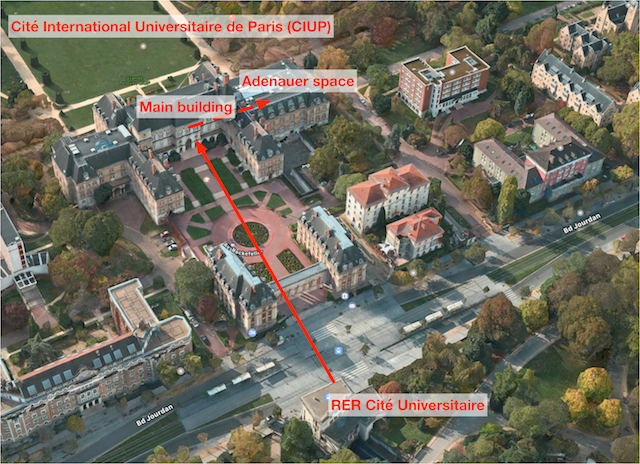 Cité International Universitaire de Paris (CIUP)
Adenauer space
Main building
Bd Jourdan
RER Cité Universitaire
Bd Jourdan